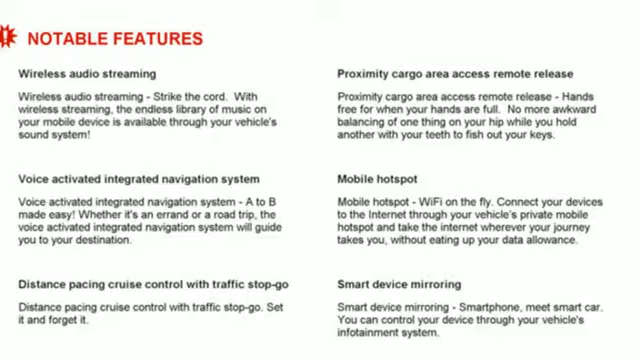 NOTABLE FEATURES
Wireless audio streaming
Wireless audio streaming - Strike the cord. With
wireless streaming, the endless library of music on
your mobile device is available through your vehicle's
sound system!
Voice activated integrated navigation system
Voice activated integrated navigation system - A to B
made easy! Whether it's an errand or a road trip, the
voice activated integrated navigation system will guide
you to your destination.
Distance pacing cruise control with traffic stop-go
Distance pacing cruise control with traffic stop-go. Set
it and forget it.
Proximity cargo area access remote release
Proximity cargo area access remote release - Hands
free for when your hands are full. No more awkward
balancing of one thing on your hip while you hold
another with your teeth to fish out your keys.
Mobile hotspot
Mobile hotspot - WiFi on the fly. Connect your devices
to the Internet through your vehicle's private mobile
hotspot and take the internet wherever your journey
takes you, without eating up your data allowance.
Smart device mirroring
Smart device mirroring - Smartphone, meet smart car.
You can control your device through your vehicle's
infotainment system.